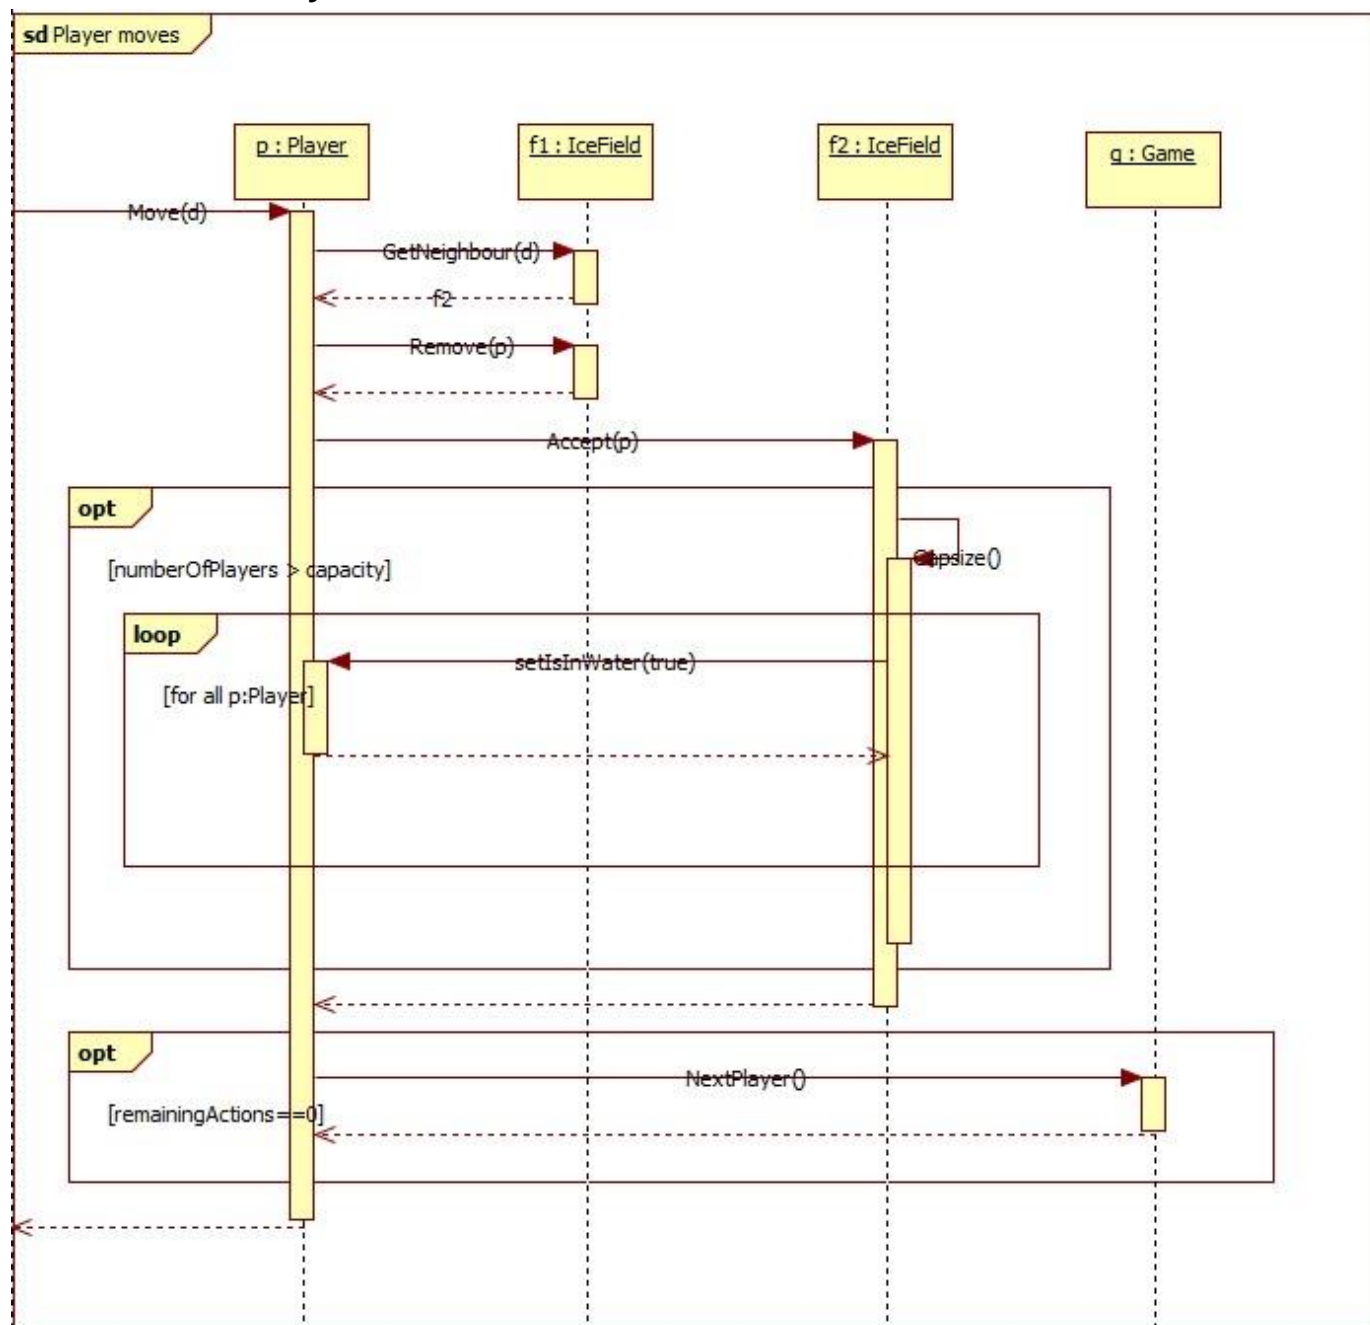 sd Player moves
p : Player
f1 : IceField
f2 : IceField
g : Game
Move(d)
GetNeighbour(d)
f2
Remove(p)
Accept(p)
opt
Capsize()
[numberOfPlayers > capacity]
loop
setIsInWater(true)
[for all p:Player]
opt
NextPlayer()
[remainingActions==0]